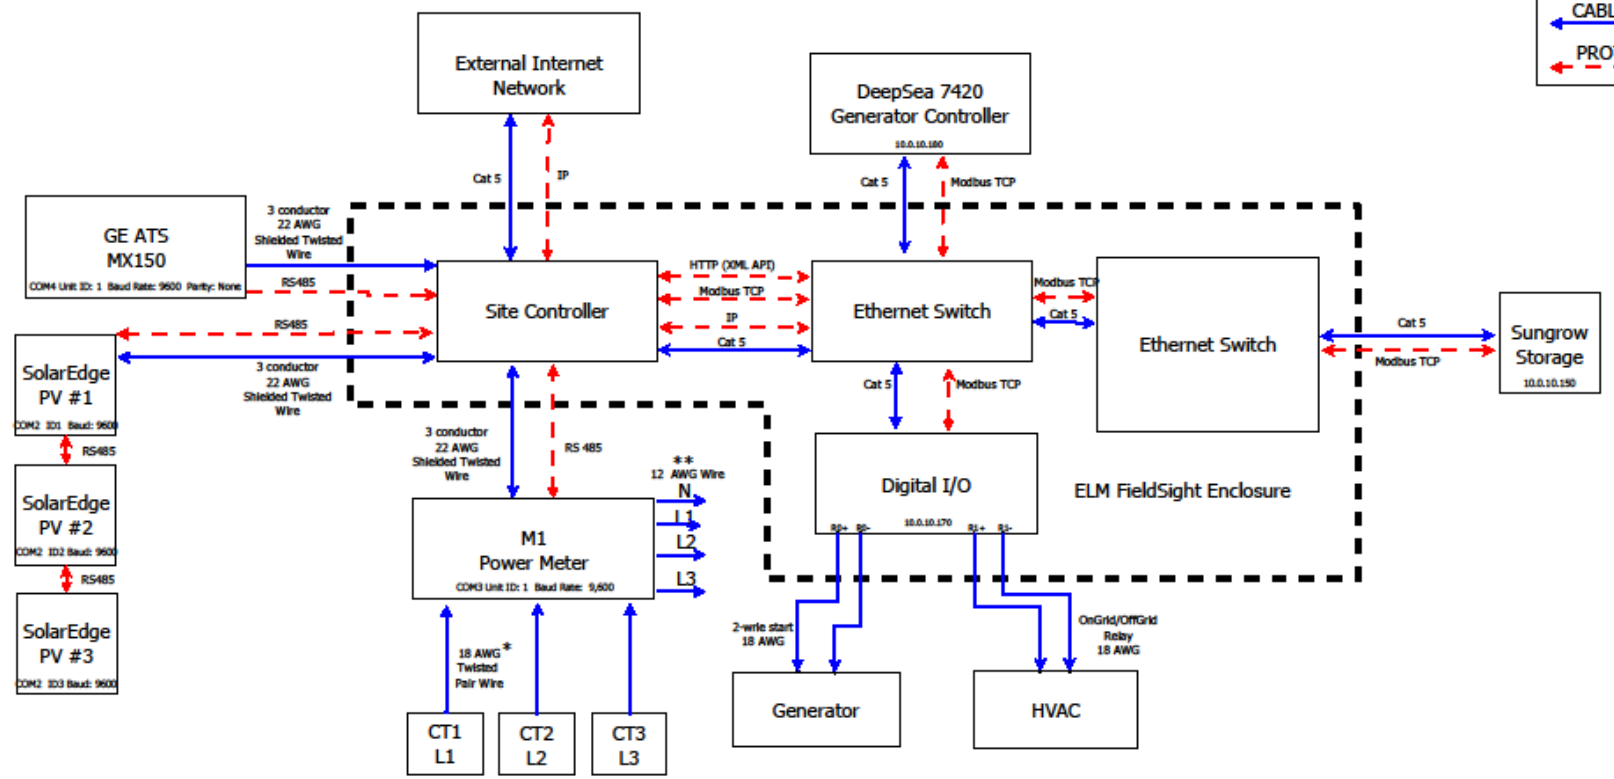 CABL
PRO
External Internet
Network
DeepSea 7420
Generator Controller
10.0.10.180
Cat 5
IP
Cat 5
Modbus TCP
GE ATS
MX150
COM4 Unit ID: 1 Baud Rate: 9600 Parity: None
3 conductor
22 AWG
Shielded Twisted
Wire
RS485
Site Controller
HTTP (XML API)
Modbus TCP
IP
Cat 5
Ethernet Switch
Modbus TCP
Cat 5
Ethernet Switch
Cat 5
Modbus TCP
Sungrow
Storage
10.0.10.150
RS485
3 conductor
22 AWG
Shielded Twisted
Wire
SolarEdge
PV #1
COM2 ID1 Baud: 9600
RS485
SolarEdge
PV #2
COM2 ID2 Baud: 9600
RS485
SolarEdge
PV #3
COM2 ID3 Baud: 9600
3 conductor
22 AWG
Shielded Twisted
Wire
RS 485
Cat 5
Modbus TCP
Digital I/O
10.0.10.170
R0+ R0- R1+ R1-
ELM FieldSight Enclosure
**
12 AWG Wire
N
L1
L2
L3
M1
Power Meter
COM3 Unit ID: 1 Baud Rate: 9,600
18 AWG *
Twisted
Pair Wire
CT1
L1
CT2
L2
CT3
L3
2-wrie start
18 AWG
Generator
OnGrid/OffGrid
Relay
18 AWG
HVAC